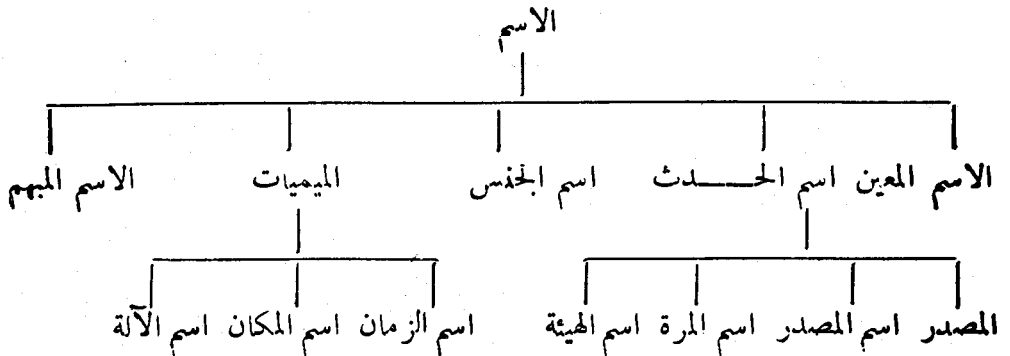 الاسم
الاسم المعين اسم الحـــــدث اسم الجنس الميميات الاسم المبهم
المصدر اسم المصدر اسم المرة اسم الهيئة اسم الزمان اسم المكان اسم الآلة